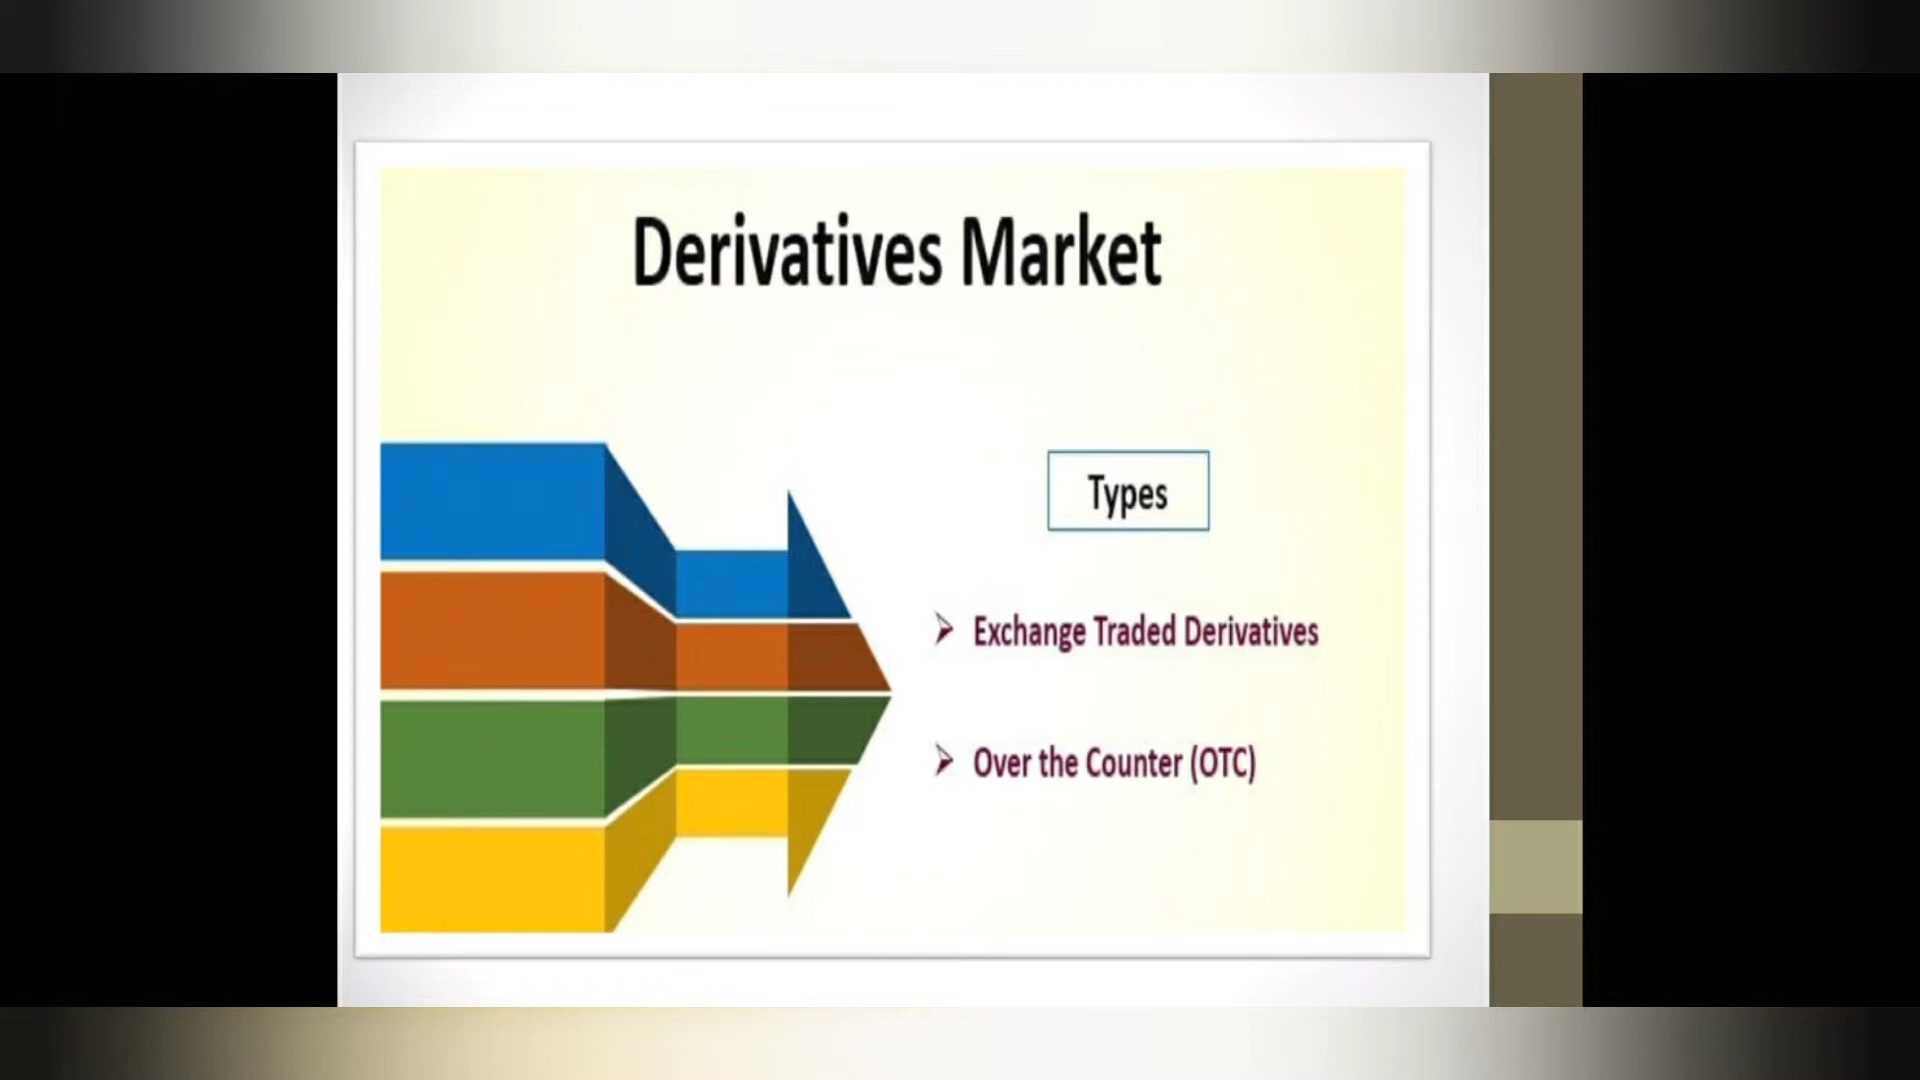 Derivatives Market
Types
Exchange Traded Derivatives
Over the Counter (OTC)